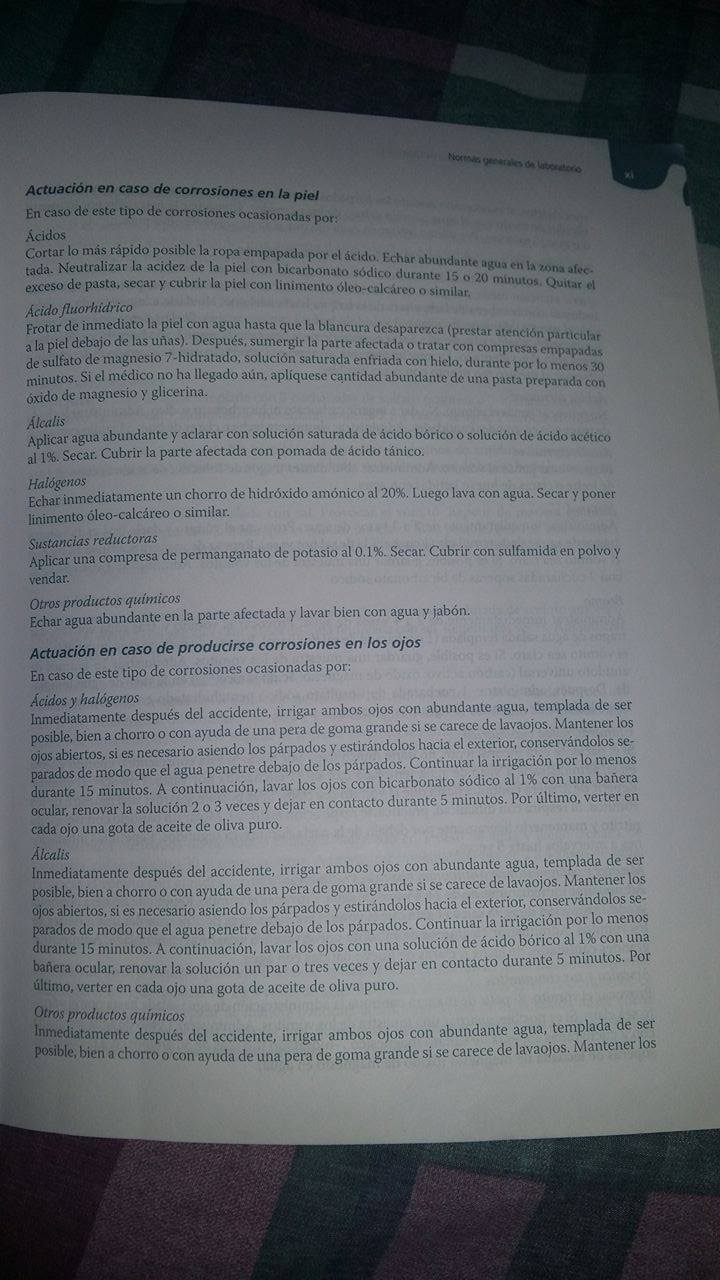 Normas generales de laboratorio
xi
Actuación en caso de corrosiones en la piel
En caso de este tipo de corrosiones ocasionadas por:
Ácidos
Cortar lo más rápido posible la ropa empapada por el ácido. Echar abundante agua en la zona afec-
tada. Neutralizar la acidez de la piel con bicarbonato sódico durante 15 o 20 minutos. Quitar el
exceso de pasta, secar y cubrir la piel con linimento óleo-calcáreo o similar.
Ácido fluorhídrico
Frotar de inmediato la piel con agua hasta que la blancura desaparezca (prestar atención particular
a la piel debajo de las uñas). Después, sumergir la parte afectada o tratar con compresas empapadas
de sulfato de magnesio 7-hidratado, solución saturada enfriada con hielo, durante por lo menos 30
minutos. Si el médico no ha llegado aún, aplíquese cantidad abundante de una pasta preparada con
óxido de magnesio y glicerina.
Álcalis
Aplicar agua abundante y aclarar con solución saturada de ácido bórico o solución de ácido acético
al 1%. Secar. Cubrir la parte afectada con pomada de ácido tánico.
Halógenos
Echar inmediatamente un chorro de hidróxido amónico al 20%. Luego lava con agua. Secar y poner
linimento óleo-calcáreo o similar.
Sustancias reductoras
Aplicar una compresa de permanganato de potasio al 0.1%. Secar. Cubrir con sulfamida en polvo y
vendar.
Otros productos químicos
Echar agua abundante en la parte afectada y lavar bien con agua y jabón.
Actuación en caso de producirse corrosiones en los ojos
En caso de este tipo de corrosiones ocasionadas por:
Ácidos y halógenos
Inmediatamente después del accidente, irrigar ambos ojos con abundante agua, templada de ser
posible, bien a chorro o con ayuda de una pera de goma grande si se carece de lavaojos. Mantener los
ojos abiertos, si es necesario asiendo los párpados y estirándolos hacia el exterior, conservándolos se-
parados de modo que el agua penetre debajo de los párpados. Continuar la irrigación por lo menos
durante 15 minutos. A continuación, lavar los ojos con bicarbonato sódico al 1% con una bañera
ocular, renovar la solución 2 o 3 veces y dejar en contacto durante 5 minutos. Por último, verter en
cada ojo una gota de aceite de oliva puro.
Álcalis
Inmediatamente después del accidente, irrigar ambos ojos con abundante agua, templada de ser
posible, bien a chorro o con ayuda de una pera de goma grande si se carece de lavaojos. Mantener los
ojos abiertos, si es necesario asiendo los párpados y estirándolos hacia el exterior, conservándolos se-
parados de modo que el agua penetre debajo de los párpados. Continuar la irrigación por lo menos
durante 15 minutos. A continuación, lavar los ojos con una solución de ácido bórico al 1% con una
bañera ocular, renovar la solución un par o tres veces y dejar en contacto durante 5 minutos. Por
último, verter en cada ojo una gota de aceite de oliva puro.
Otros productos químicos
Inmediatamente después del accidente, irrigar ambos ojos con abundante agua, templada de ser
posible, bien a chorro o con ayuda de una pera de goma grande si se carece de lavaojos. Mantener los